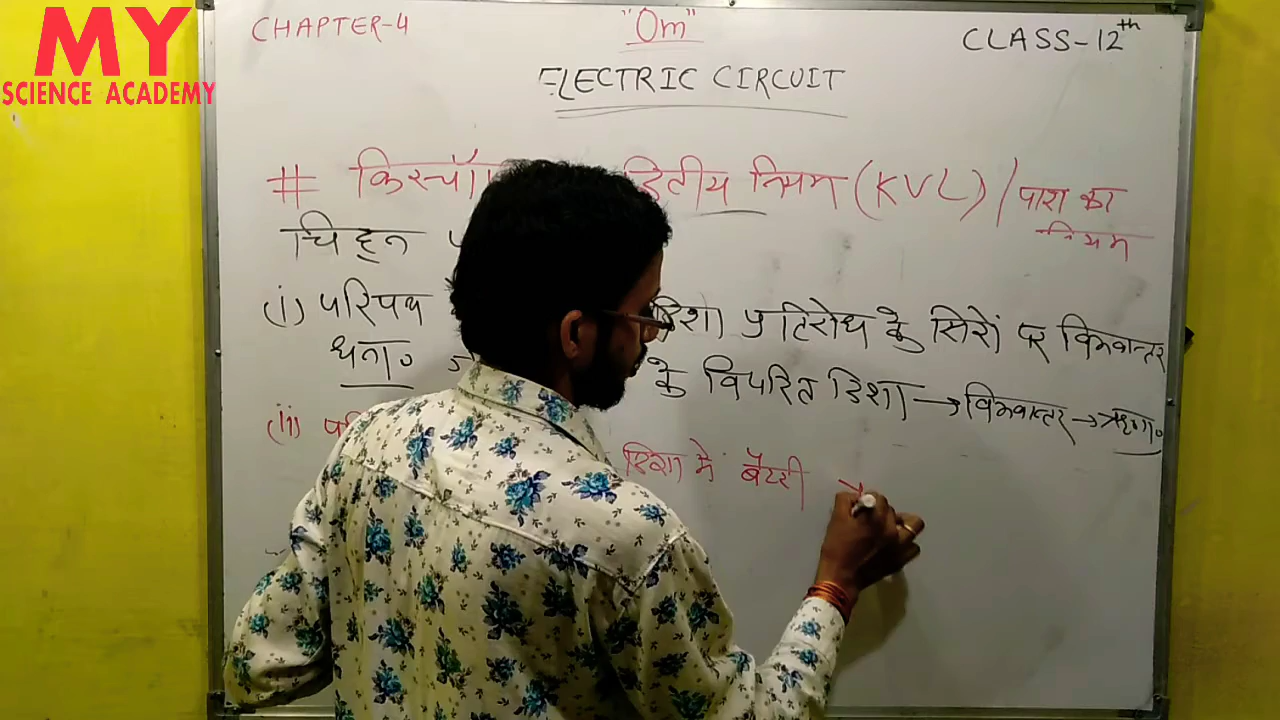 MY
SCIENCE ACADEMY
CHAPTER-4
"Om"
CLASS-12th
ELECTRIC CIRCUIT
# किरचॉ द्वितीय नियम (KVL) / पाश का
नियम
चिह्न
(i) परिपथ दिशा प्रतिरोध के सिरों पर विभवान्तर
धना० के विपरित दिशा → विभवान्तर → ऋणा०
(ii) दिशा में बैटरी